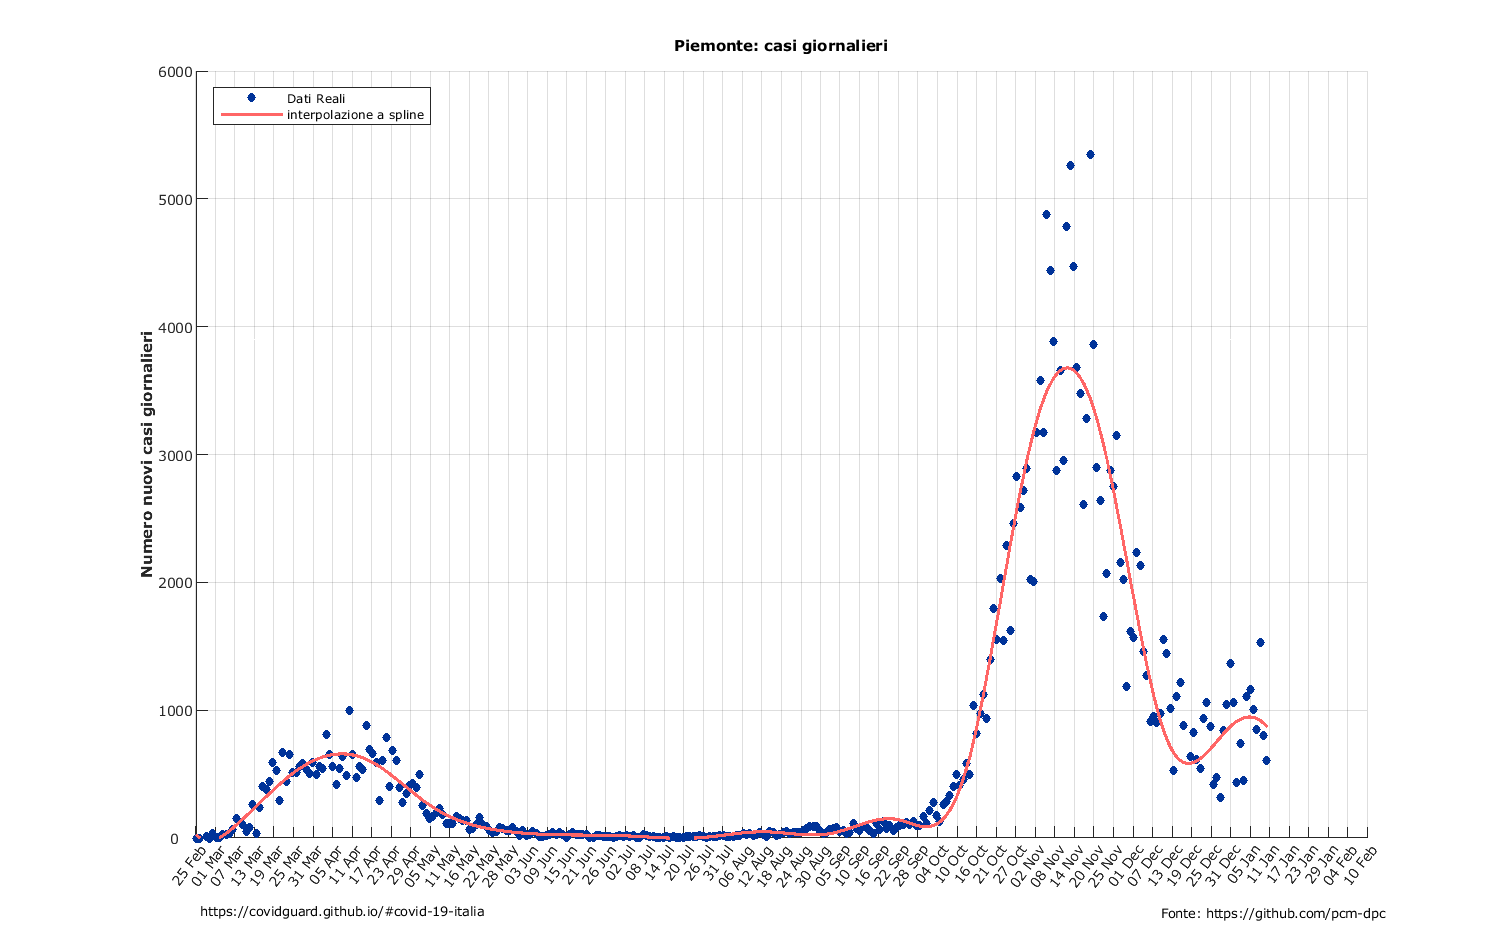 Piemonte: casi giornalieri
6000
Dati Reali
interpolazione a spline
5000
4000
3000
2000
1000
0
Numero nuovi casi giornalieri
25 Feb
01 Mar
07 Mar
13 Mar
19 Mar
25 Mar
31 Mar
05 Apr
11 Apr
17 Apr
23 Apr
29 Apr
05 May
11 May
16 May
22 May
28 May
03 Jun
09 Jun
15 Jun
21 Jun
26 Jun
02 Jul
08 Jul
14 Jul
20 Jul
26 Jul
31 Jul
06 Aug
12 Aug
18 Aug
24 Aug
30 Aug
05 Sep
10 Sep
16 Sep
22 Sep
28 Sep
04 Oct
10 Oct
16 Oct
21 Oct
27 Oct
02 Nov
08 Nov
14 Nov
20 Nov
25 Nov
01 Dec
07 Dec
13 Dec
19 Dec
25 Dec
31 Dec
05 Jan
11 Jan
17 Jan
23 Jan
29 Jan
04 Feb
10 Feb
https://covidguard.github.io/#covid-19-italia
Fonte: https://github.com/pcm-dpc